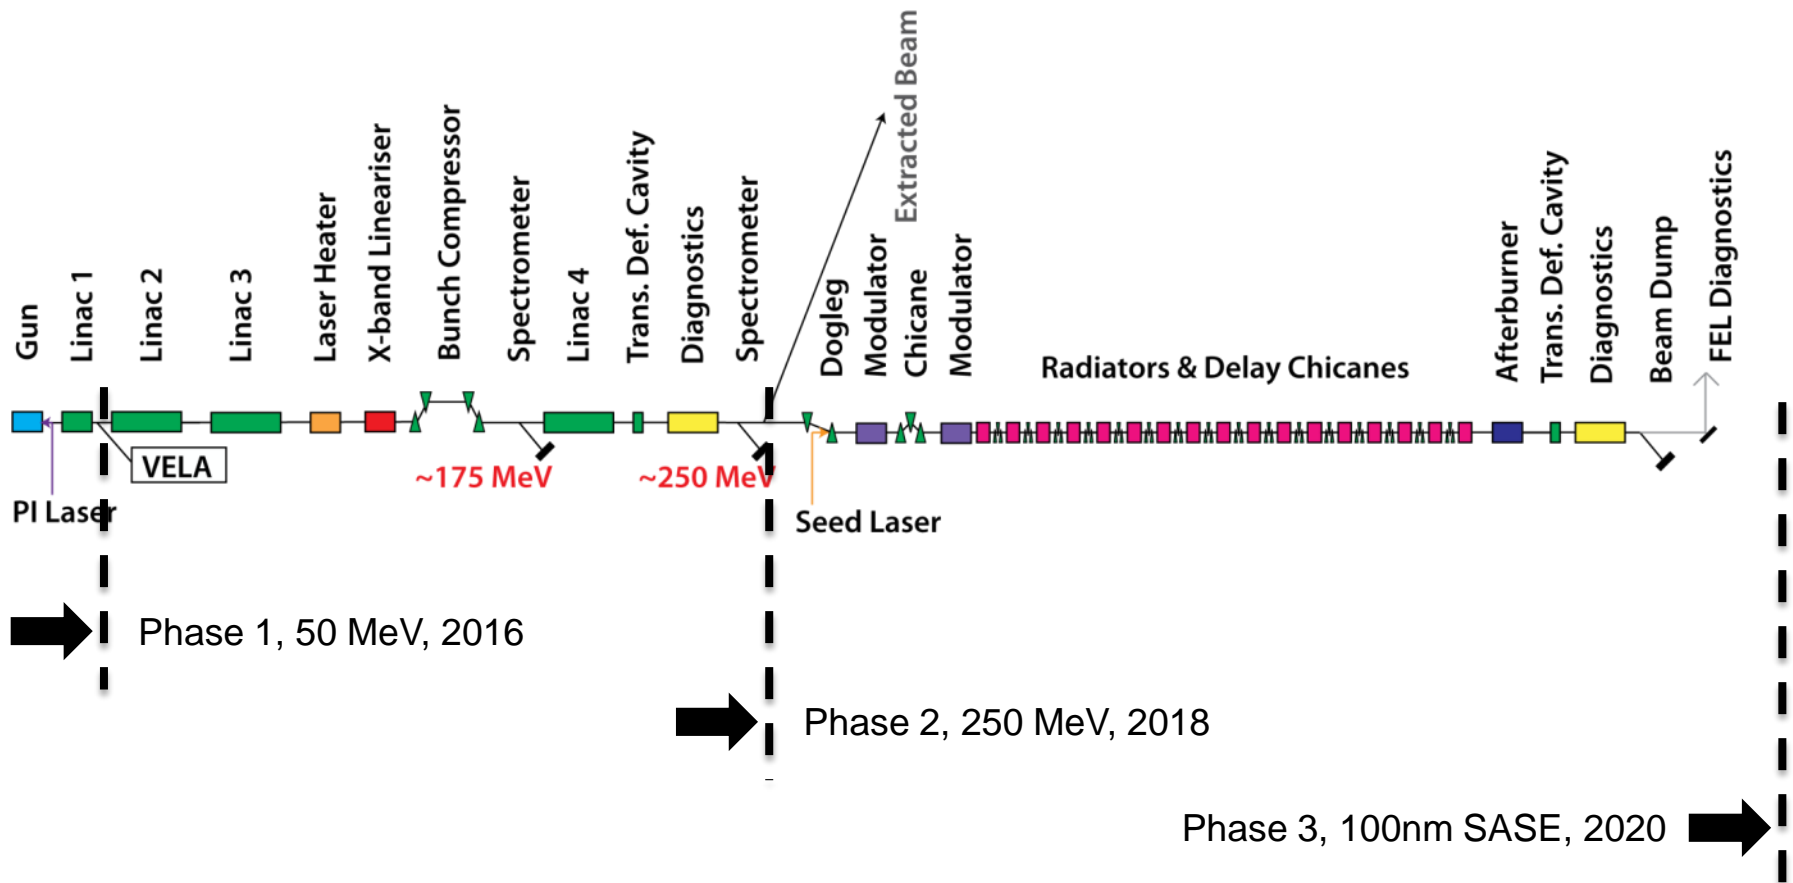 Gun
Linac 1
Linac 2
Linac 3
Laser Heater
X-band Lineariser
Bunch Compressor
Spectrometer
Linac 4
Trans. Def. Cavity
Diagnostics
Spectrometer
Extracted Beam
Dogleg
Modulator
Chicane
Modulator
Radiators & Delay Chicanes
Afterburner
Trans. Def. Cavity
Diagnostics
Beam Dump
FEL Diagnostics
VELA
~175 MeV
~250 MeV
PI Laser
Seed Laser
Phase 1, 50 MeV, 2016
Phase 2, 250 MeV, 2018
Phase 3, 100nm SASE, 2020